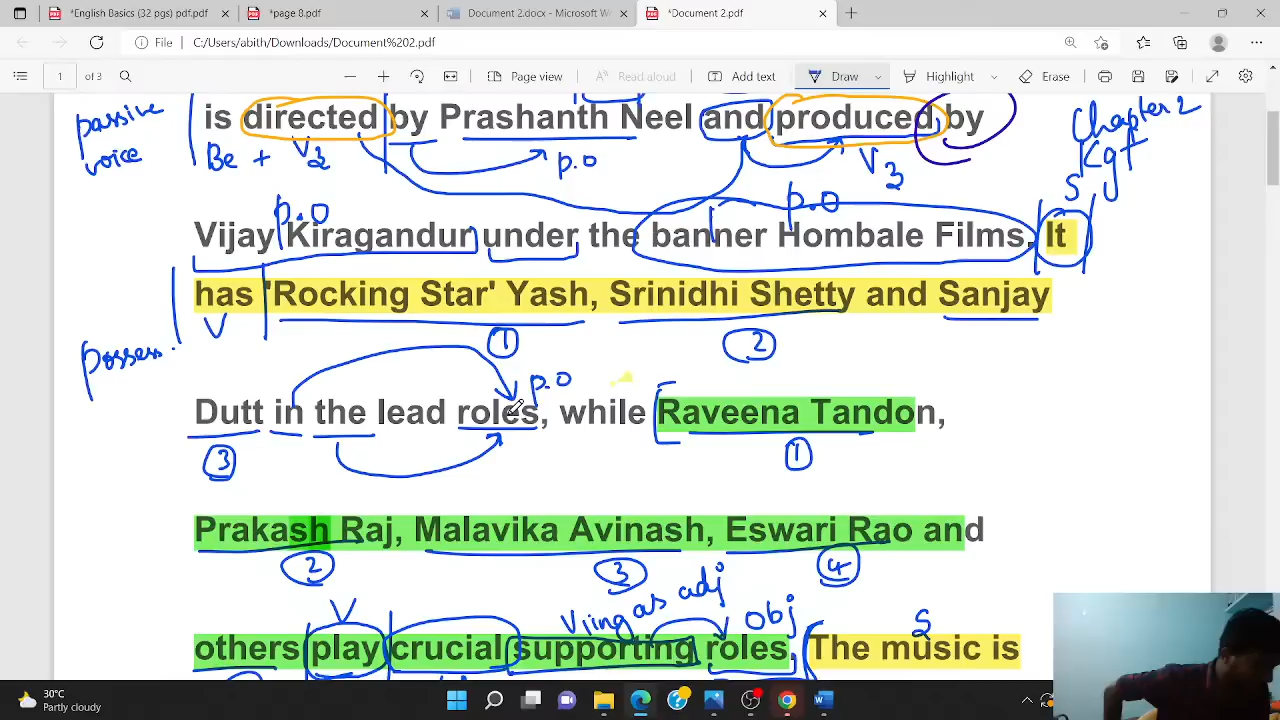 *English Basics (32 pgs) pdf.pdf
*page 8.pdf
Document 2.docx - Microsoft W
*Document 2.pdf
File C:/Users/abith/Downloads/Document%202.pdf
1 of 3
Page view
Read aloud
Add text
Draw
Highlight
Erase
passive voice
is directed by Prashanth Neel and produced by
Chapter 2
Be + V3
p.o
V3
Kgf
S
p.o
p.o
Vijay Kiragandur under the banner Hombale Films. It
has 'Rocking Star' Yash, Srinidhi Shetty and Sanjay
V
1
2
possess.
p.o
Dutt in the lead roles, while Raveena Tandon,
3
1
Prakash Raj, Malavika Avinash, Eswari Rao and
2
3
4
V
Ving as adj
obj
S
others play crucial supporting roles. The music is
30°C
Partly cloudy